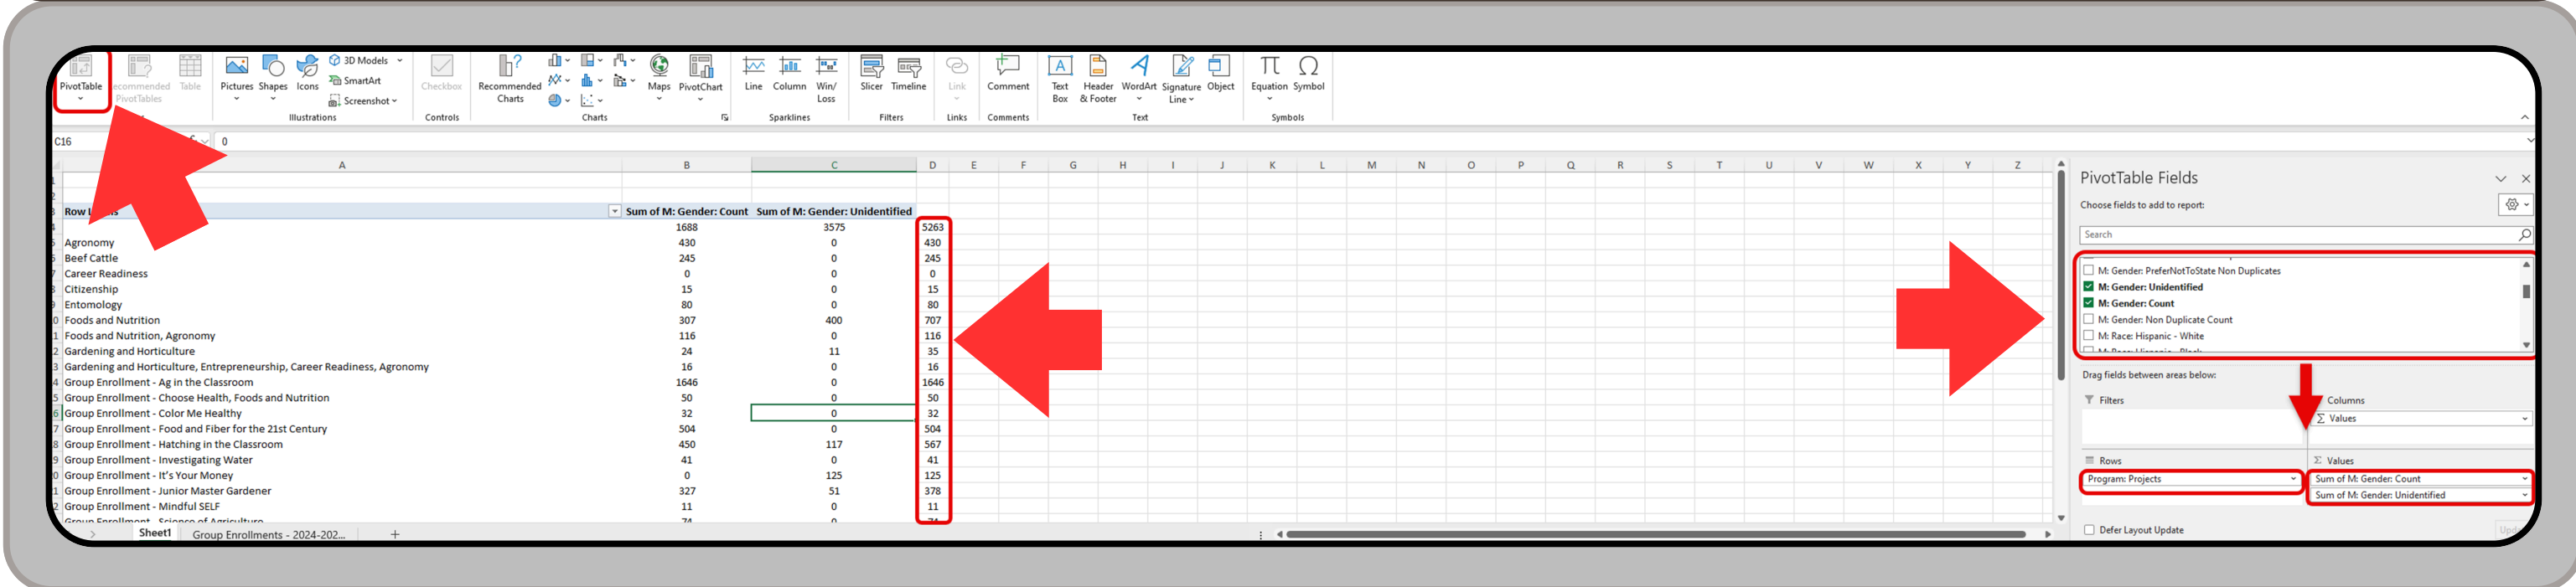 PivotTable
Recommended PivotTables
Table
Pictures
Shapes
Icons
3D Models
SmartArt
Screenshot
Illustrations
Checkbox
Controls
Recommended Charts
Maps
PivotChart
Charts
Line
Column
Win/ Loss
Sparklines
Slicer
Timeline
Filters
Link
Links
Comment
Comments
Text Box
Header & Footer
WordArt
Signature Line
Object
Text
Equation
Symbol
Symbols
C16 0
A B C D E F G H I J K L M N O P Q R S T U V W X Y Z
Row Sum of M: Gender: Count Sum of M: Gender: Unidentified
1688 3575 5263
Agronomy 430 0 430
Beef Cattle 245 0 245
Career Readiness 0 0 0
Citizenship 15 0 15
Entomology 80 0 80
Foods and Nutrition 307 400 707
Foods and Nutrition, Agronomy 116 0 116
Gardening and Horticulture 24 11 35
Gardening and Horticulture, Entrepreneurship, Career Readiness, Agronomy 16 0 16
Group Enrollment - Ag in the Classroom 1646 0 1646
Group Enrollment - Choose Health, Foods and Nutrition 50 0 50
Group Enrollment - Color Me Healthy 32 0 32
Group Enrollment - Food and Fiber for the 21st Century 504 0 504
Group Enrollment - Hatching in the Classroom 450 117 567
Group Enrollment - Investigating Water 41 0 41
Group Enrollment - It's Your Money 0 125 125
Group Enrollment - Junior Master Gardener 327 51 378
Group Enrollment - Mindful SELF 11 0 11
Group Enrollment - Science of Agriculture 74 0 74
Sheet1 Group Enrollments - 2024-202... +
PivotTable Fields
Choose fields to add to report:
Search
M: Gender: PreferNotToState Non Duplicates
M: Gender: Unidentified
M: Gender: Count
M: Gender: Non Duplicate Count
M: Race: Hispanic - White
M: Race: Hispanic - Black
Drag fields between areas below:
Filters
Columns
Σ Values
Rows
Σ Values
Program: Projects
Sum of M: Gender: Count
Sum of M: Gender: Unidentified
Defer Layout Update